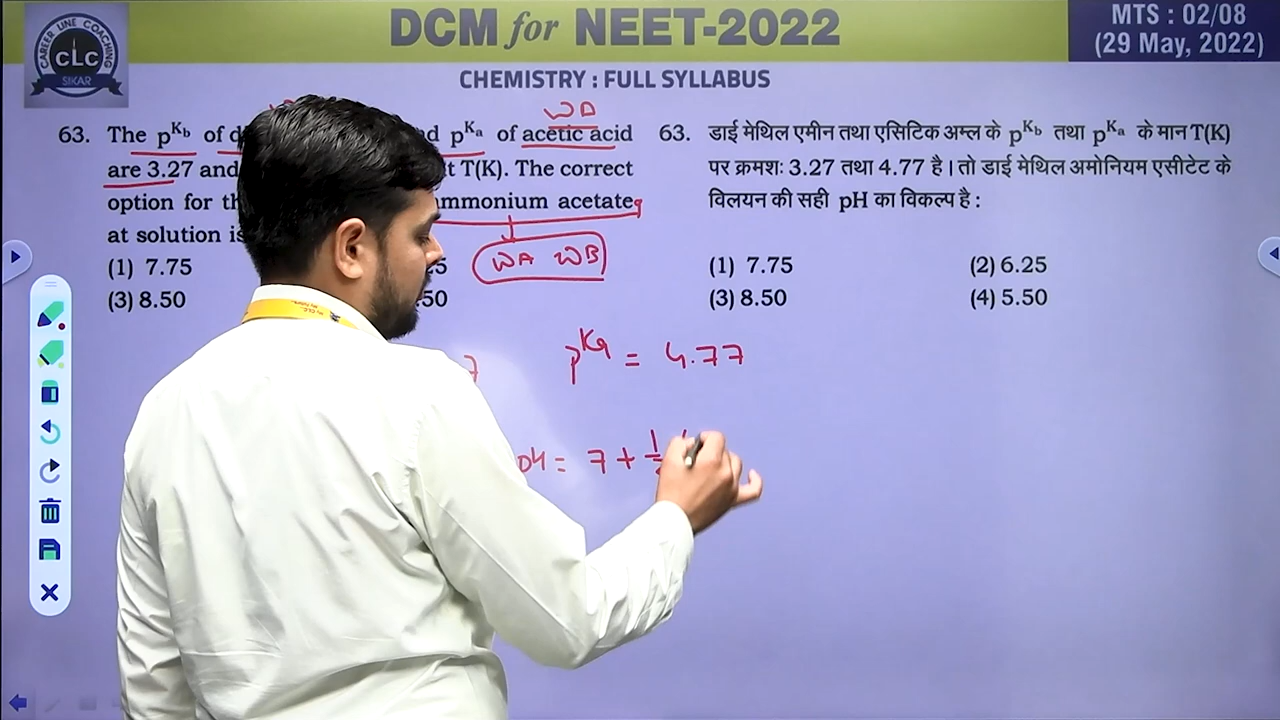 DCM for NEET-2022
MTS : 02/08
(29 May, 2022)
CAREER LINE COACHING
CLC
SIKAR
CHEMISTRY : FULL SYLLABUS
WA
63. The pKb of d d pKa of acetic acid
are 3.27 and t T(K). The correct
option for th mmonium acetate
at solution is
(1) 7.75 5
(3) 8.50 .50
WA WB
63. डाई मेथिल एमीन तथा एसिटिक अम्ल के pKb तथा pKa के मान T(K)
पर क्रमशः 3.27 तथा 4.77 है। तो डाई मेथिल अमोनियम एसीटेट के
विलयन की सही pH का विकल्प है :
(1) 7.75 (2) 6.25
(3) 8.50 (4) 5.50
7 pKa = 4.77
= 7 + 1